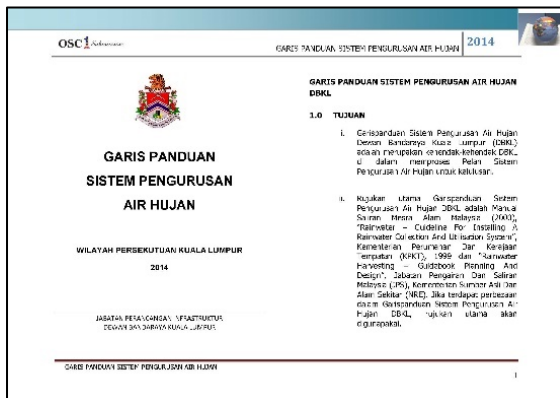 OSC1
GARIS PANDUAN SISTEM PENGURUSAN AIR HUJAN 2014
GARIS PANDUAN
SISTEM PENGURUSAN
AIR HUJAN
WILAYAH PERSEKUTUAN KUALA LUMPUR
2014
JABATAN PERANCANGAN INFRASTRUKTUR
DEWAN BANDARAYA KUALA LUMPUR
GARIS PANDUAN SISTEM PENGURUSAN AIR HUJAN
DBKL
1.0 TUJUAN
i. Garispanduan Sistem Pengurusan Air Hujan
Dewan Bandaraya Kuala Lumpur (DBKL)
adalah merupakan kehendak-kehendak DBKL
di dalam memproses Pelan Sistem
Pengurusan Air Hujan untuk kelulusan.
ii. Rujukan utama Garispanduan Sistem
Pengurusan Air Hujan DBKL adalah Manual
Saliran Mesra Alam Malaysia (2000),
"Rainwater – Guideline For Installing A
Rainwater Collection And Utilisation System",
Kementerian Perumahan Dan Kerajaan
Tempatan (KPKT), 1999 dan "Rainwater
Harvesting – Guidebook Planning And
Design", Jabatan Pengairan Dan Saliran
Malaysia (JPS), Kementerian Sumber Asli Dan
Alam Sekitar (NRE). Jika terdapat perbezaan
dalam Garispanduan Sistem Pengurusan Air
Hujan DBKL, rujukan utama akan
digunapakai.
GARIS PANDUAN SISTEM PENGURUSAN AIR HUJAN
1